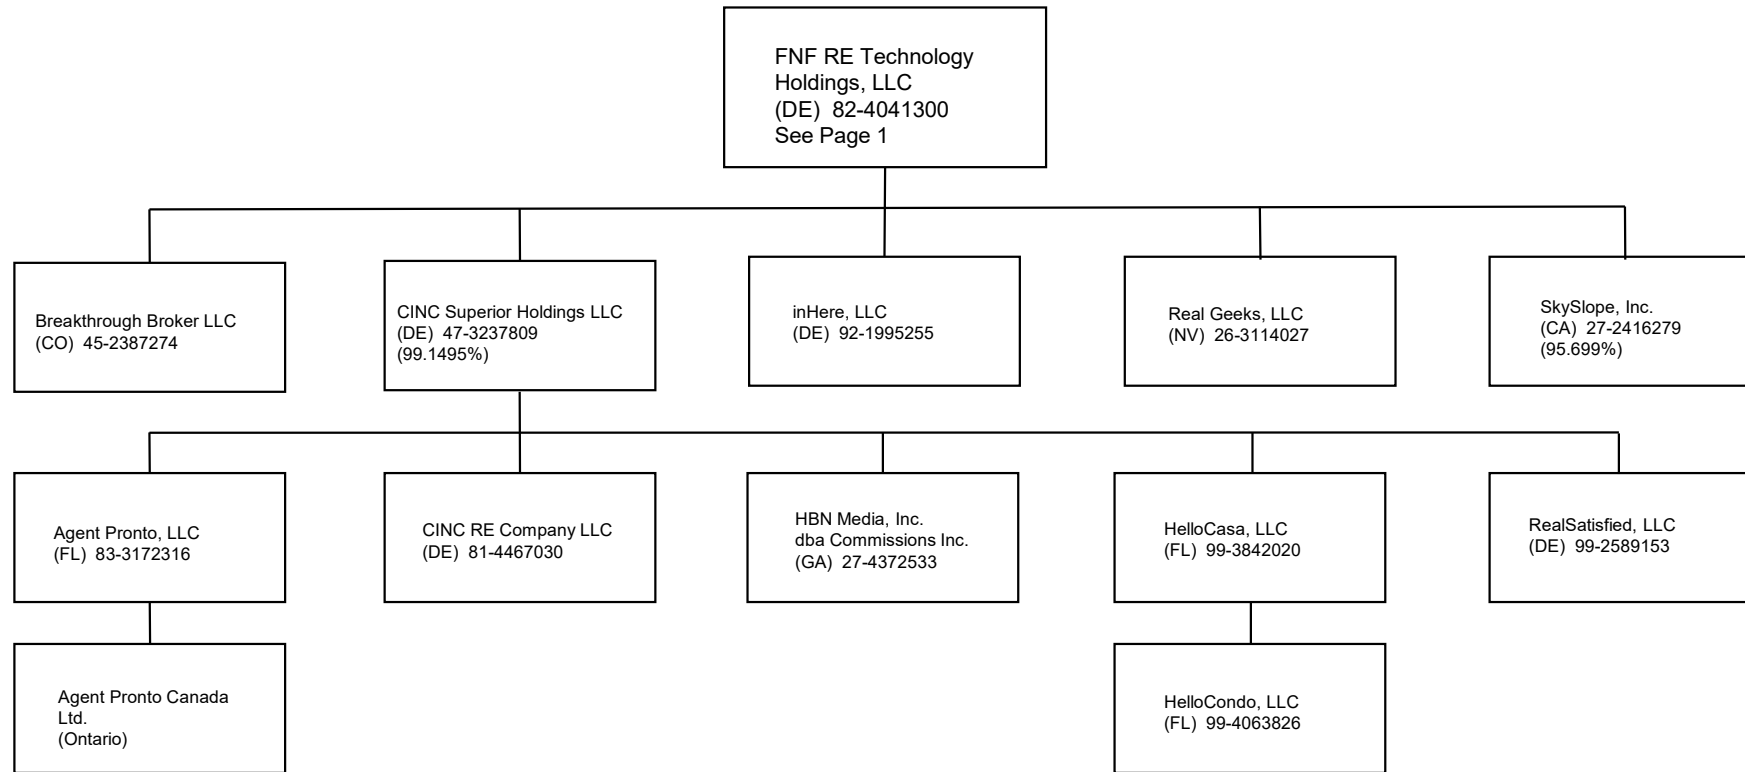 FNF RE Technology
Holdings, LLC
(DE) 82-4041300
See Page 1
Breakthrough Broker LLC
(CO) 45-2387274
CINC Superior Holdings LLC
(DE) 47-3237809
(99.1495%)
inHere, LLC
(DE) 92-1995255
Real Geeks, LLC
(NV) 26-3114027
SkySlope, Inc.
(CA) 27-2416279
(95.699%)
Agent Pronto, LLC
(FL) 83-3172316
CINC RE Company LLC
(DE) 81-4467030
HBN Media, Inc.
dba Commissions Inc.
(GA) 27-4372533
HelloCasa, LLC
(FL) 99-3842020
RealSatisfied, LLC
(DE) 99-2589153
Agent Pronto Canada
Ltd.
(Ontario)
HelloCondo, LLC
(FL) 99-4063826